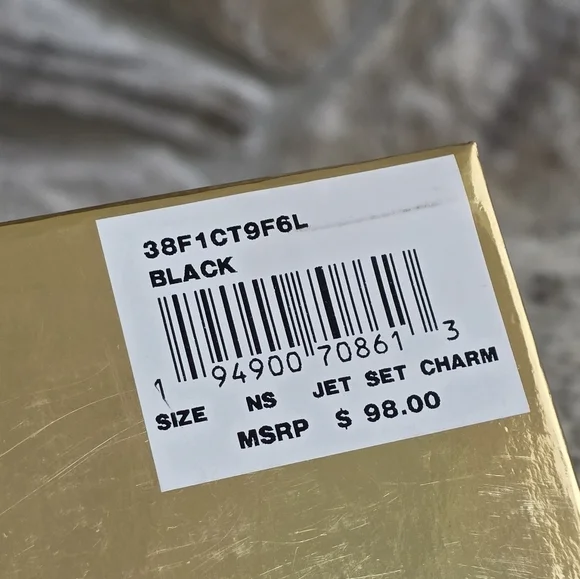 38F1CT9F6L
BLACK
1 94900 70861 3
SIZE NS JET SET CHARM
MSRP $ 98.00